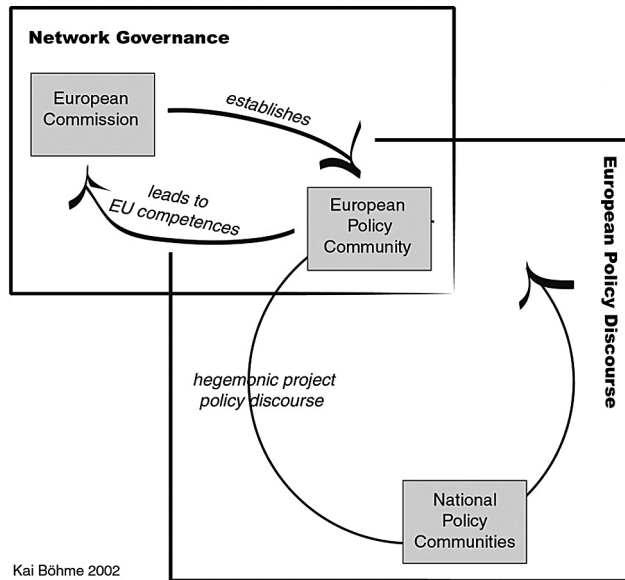 Network Governance
European
Commission
establishes
leads to
EU competences
European
Policy
Community
European Policy Discourse
hegemonic project
policy discourse
National
Policy
Communities
Kai Böhme 2002